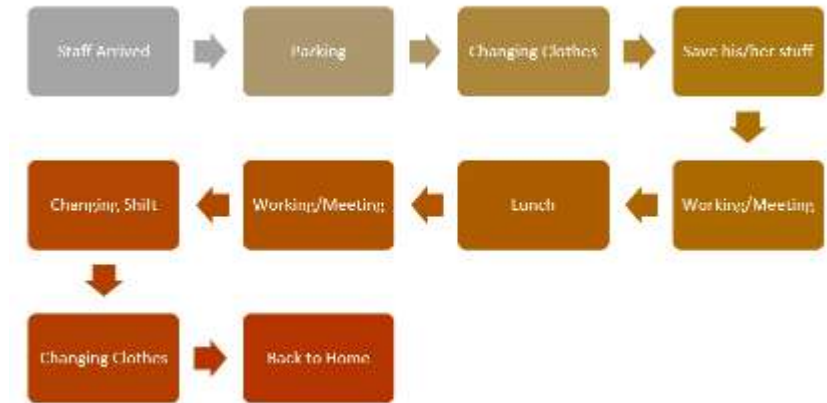 Staff Arrived
Parking
Changing Clothes
Save his/her stuff
Working/Meeting
Lunch
Working/Meeting
Changing Shift
Changing Clothes
Back to Home